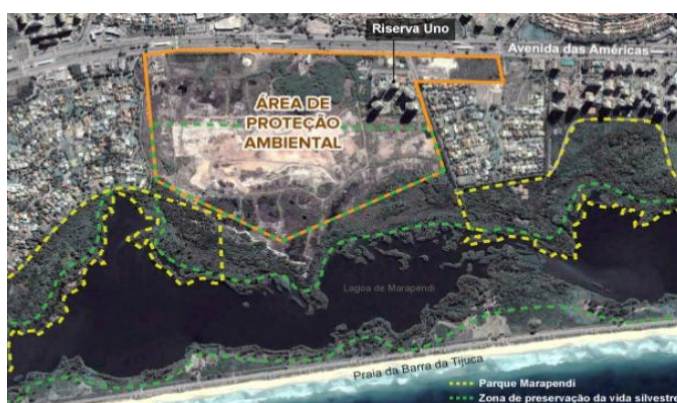 Riserva Uno
Avenida das Américas
ÁREA DE
PROTEÇÃO
AMBIENTAL
Lagoa de Marapendi
Praia da Barra da Tijuca
Parque Marapendi
Zona de preservação da vida silvestre